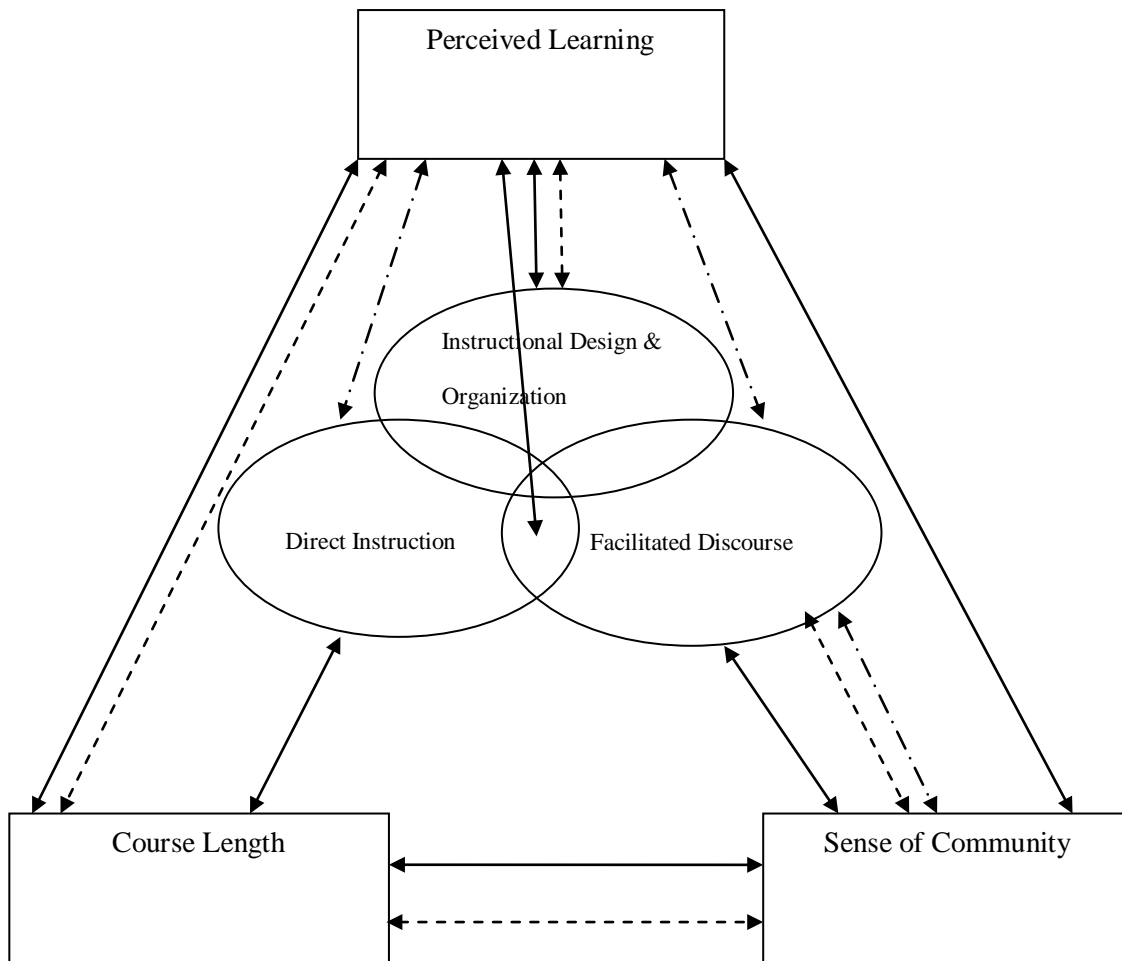 Perceived Learning
Instructional Design &
Organization
Direct Instruction
Facilitated Discourse
Course Length
Sense of Community